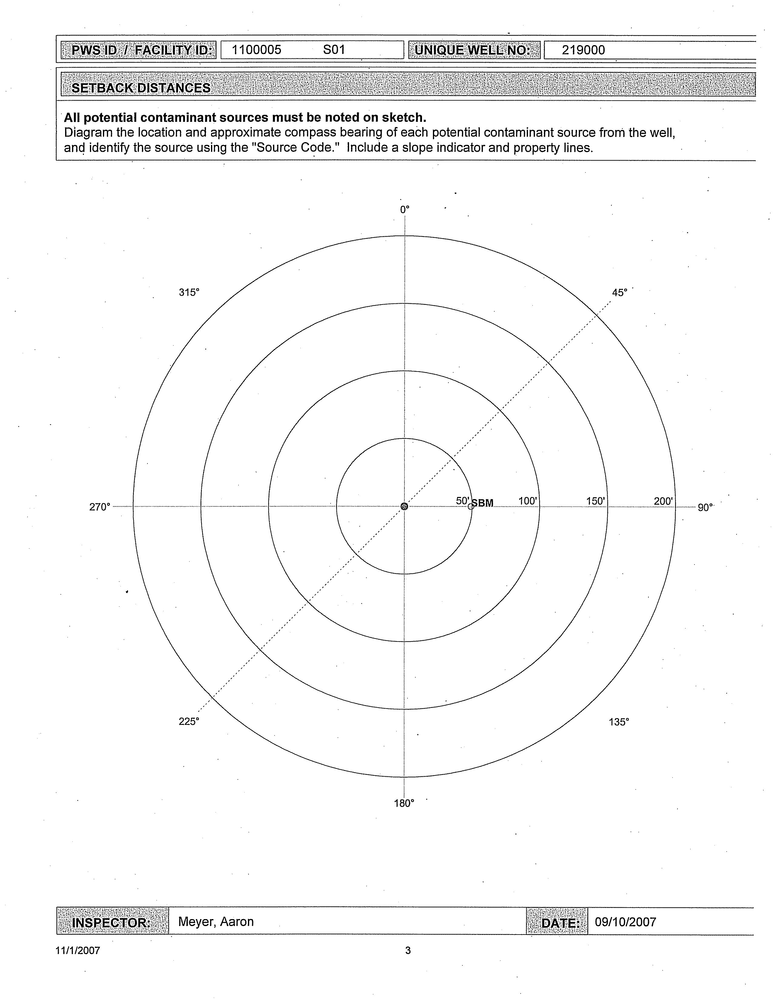 PWS ID / FACILITY ID: 1100005 S01 UNIQUE WELL NO: 219000
SETBACK DISTANCES
All potential contaminant sources must be noted on sketch.
Diagram the location and approximate compass bearing of each potential contaminant source from the well,
and identify the source using the "Source Code." Include a slope indicator and property lines.
0°
315° 45°
270° 50' SBM 100' 150' 200' 90°
225° 135°
180°
INSPECTOR: Meyer, Aaron DATE: 09/10/2007
11/1/2007 3